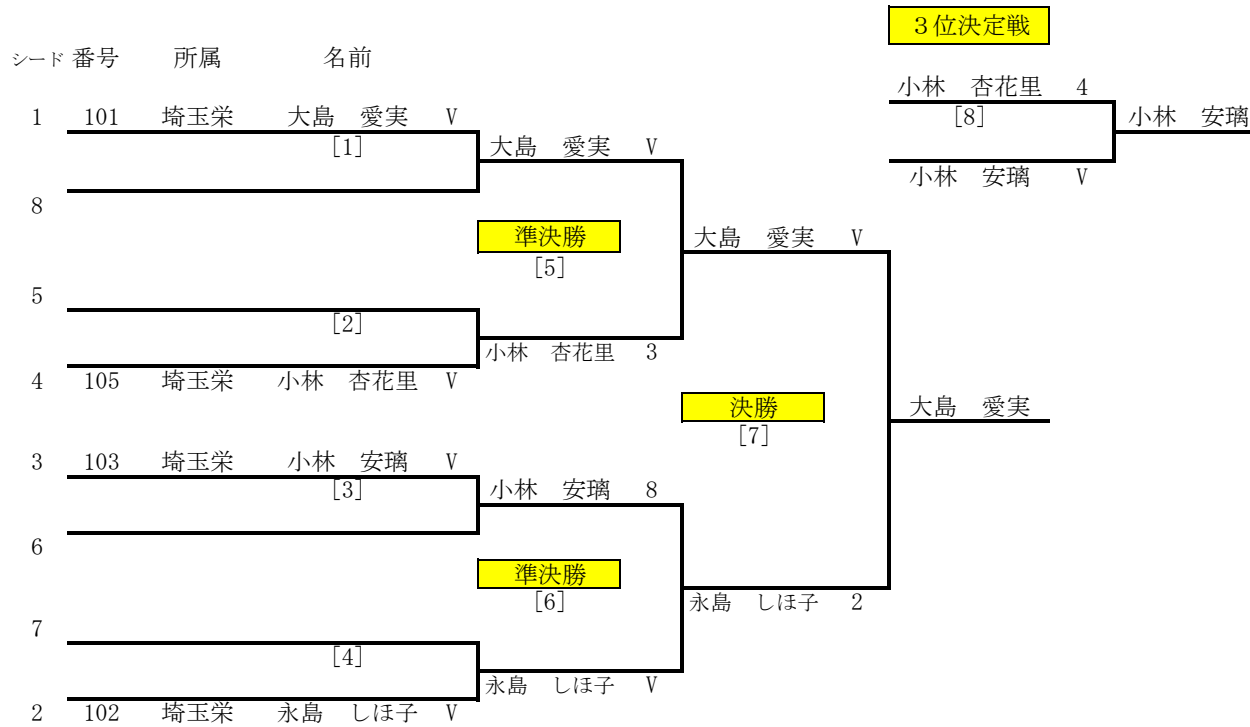 ３位決定戦
シード 番号 所属 名前
小林 杏花里 4
1 101 埼玉栄 大島 愛実 V
[8]
小林 安璃
[1]
大島 愛実 V
小林 安璃 V
8
準決勝
大島 愛実 V
[5]
5
[2]
小林 杏花里 3
4 105 埼玉栄 小林 杏花里 V
決勝
大島 愛実
[7]
3 103 埼玉栄 小林 安璃 V
[3]
小林 安璃 8
6
準決勝
[6]
永島 しほ子 2
7
[4]
永島 しほ子 V
2 102 埼玉栄 永島 しほ子 V